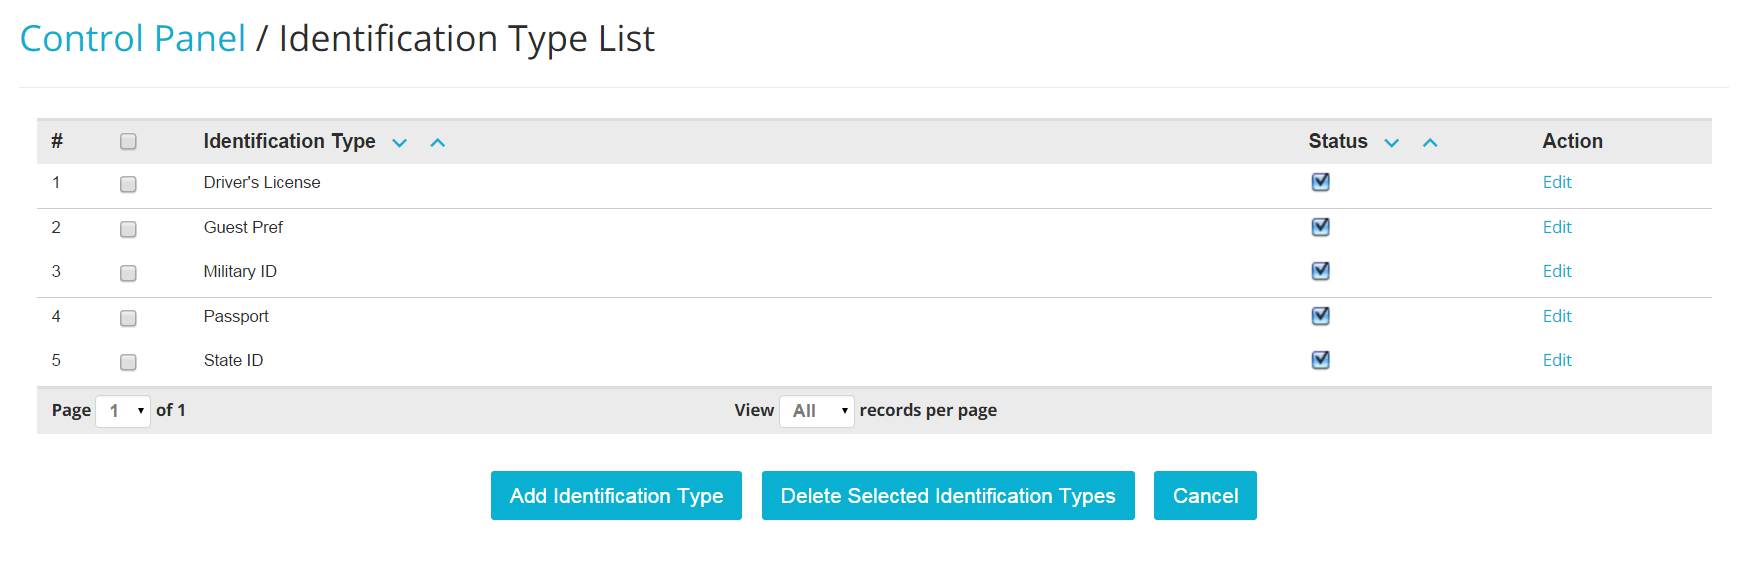 Control Panel / Identification Type List
# Identification Type Status Action
1 Driver's License Edit
2 Guest Pref Edit
3 Military ID Edit
4 Passport Edit
5 State ID Edit
Page 1 of 1 View All records per page
Add Identification Type Delete Selected Identification Types Cancel